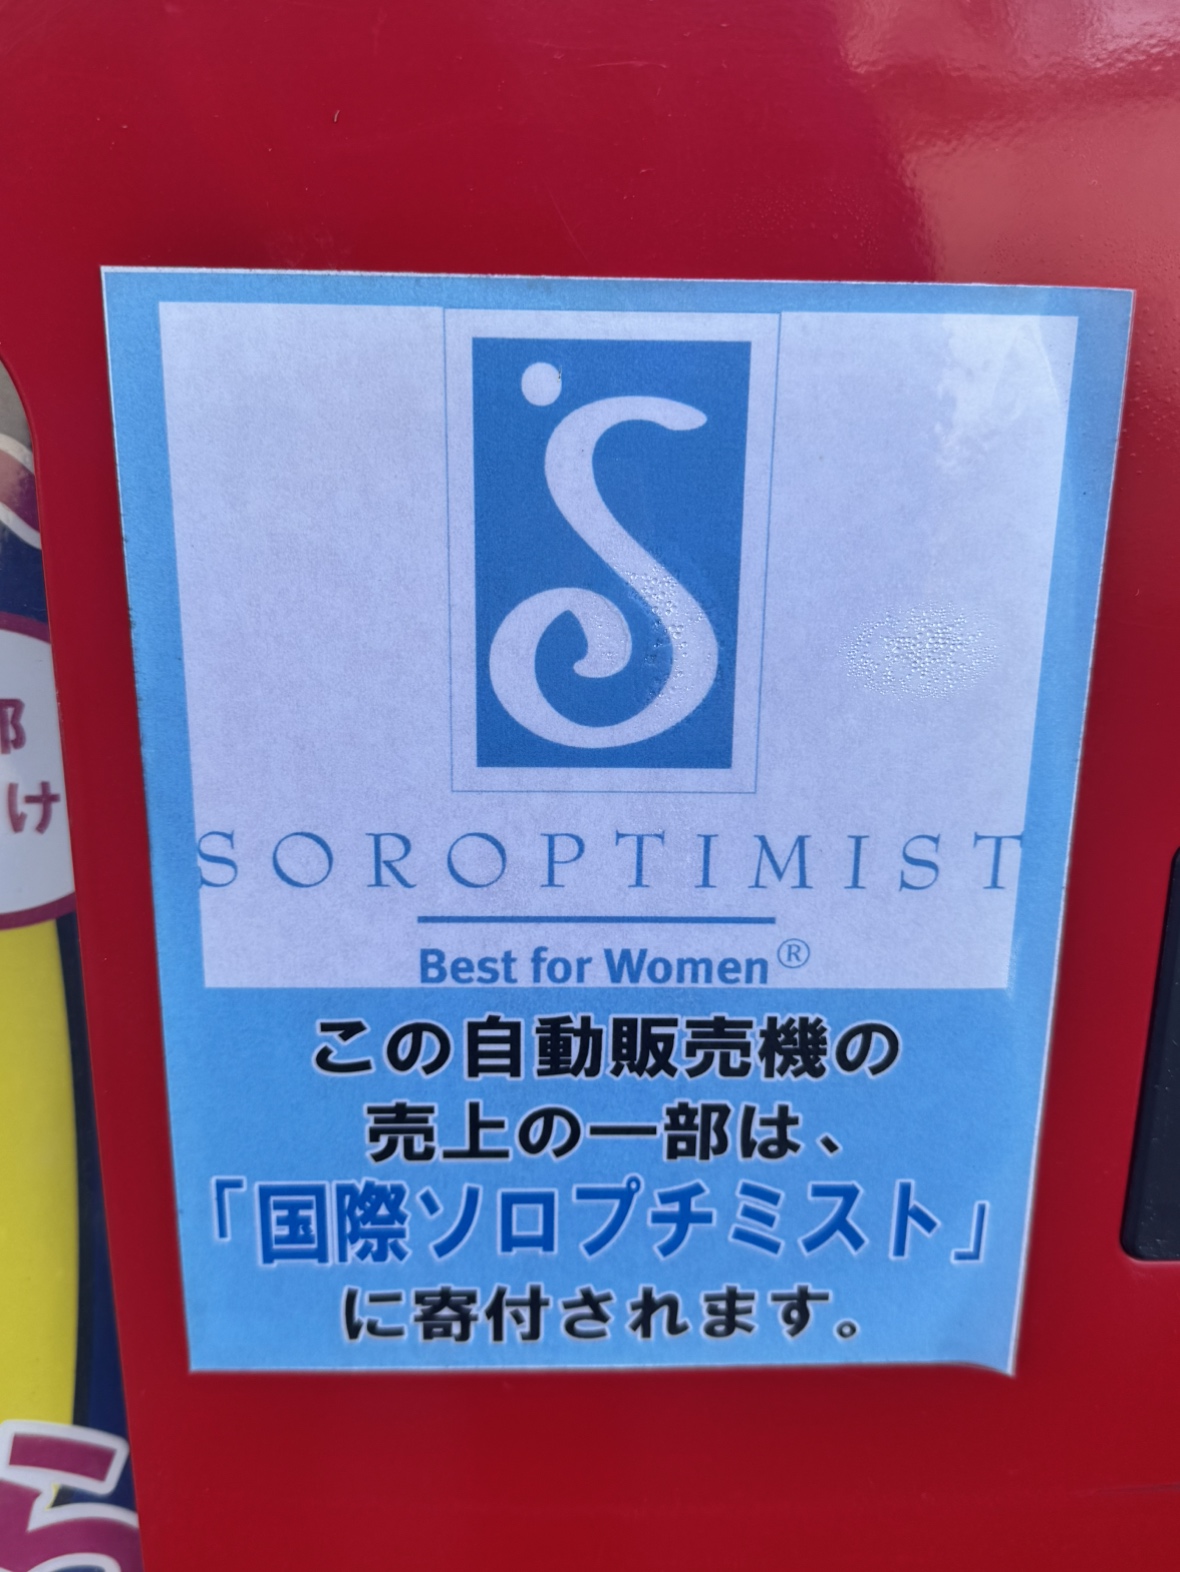 SOROPTIMIST
Best for Women®
この自動販売機の
売上の一部は、
「国際ソロプチミスト」
に寄付されます。
け